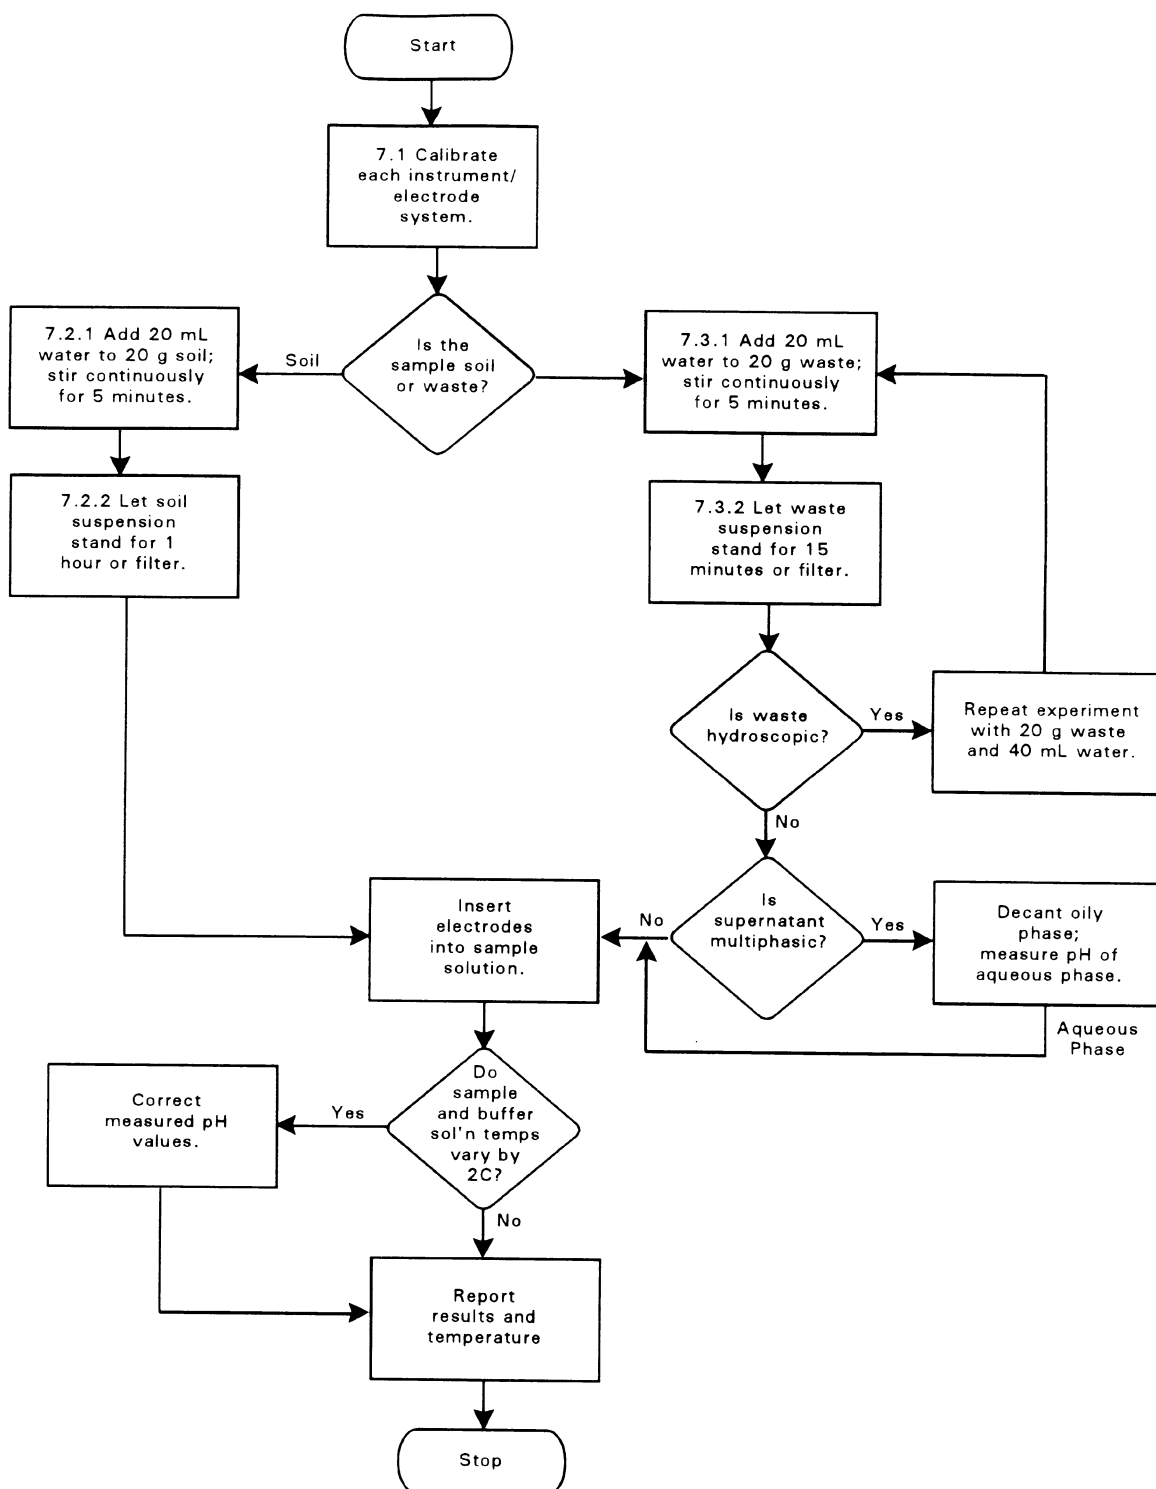 Start
7.1 Calibrate
each instrument/
electrode
system.
Is the
sample soil
or waste?
Soil
7.2.1 Add 20 mL
water to 20 g soil;
stir continuously
for 5 minutes.
7.3.1 Add 20 mL
water to 20 g waste;
stir continuously
for 5 minutes.
7.2.2 Let soil
suspension
stand for 1
hour or filter.
7.3.2 Let waste
suspension
stand for 15
minutes or filter.
Is waste
hydroscopic?
Yes
Repeat experiment
with 20 g waste
and 40 mL water.
No
Is
supernatant
multiphasic?
Yes
Decant oily
phase;
measure pH of
aqueous phase.
Aqueous
Phase
No
Insert
electrodes
into sample
solution.
Do
sample
and buffer
sol'n temps
vary by
2C?
Yes
Correct
measured pH
values.
No
Report
results and
temperature
Stop